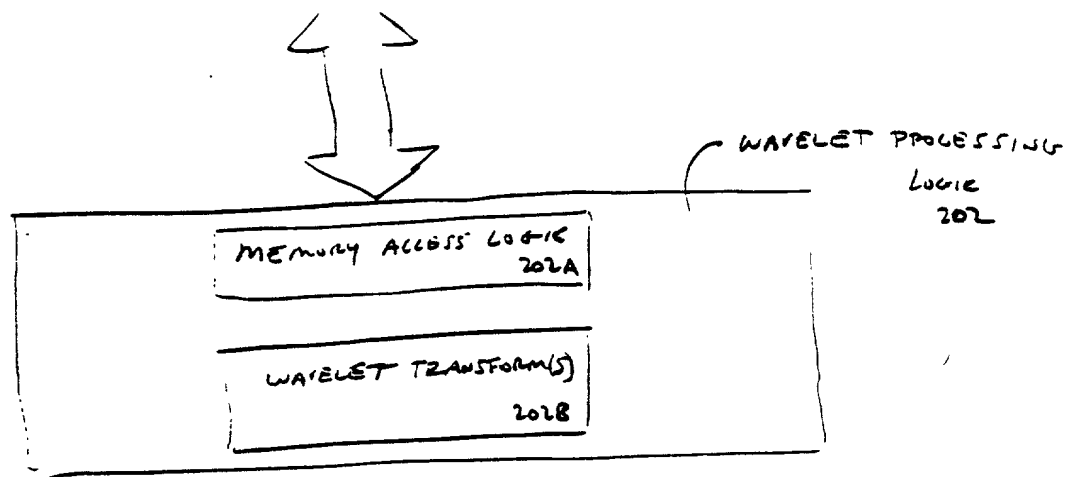 WAVELET PROCESSING
LOGIC
202
MEMORY ACCESS LOGIC
202A
WAVELET TRANSFORM(S)
202B